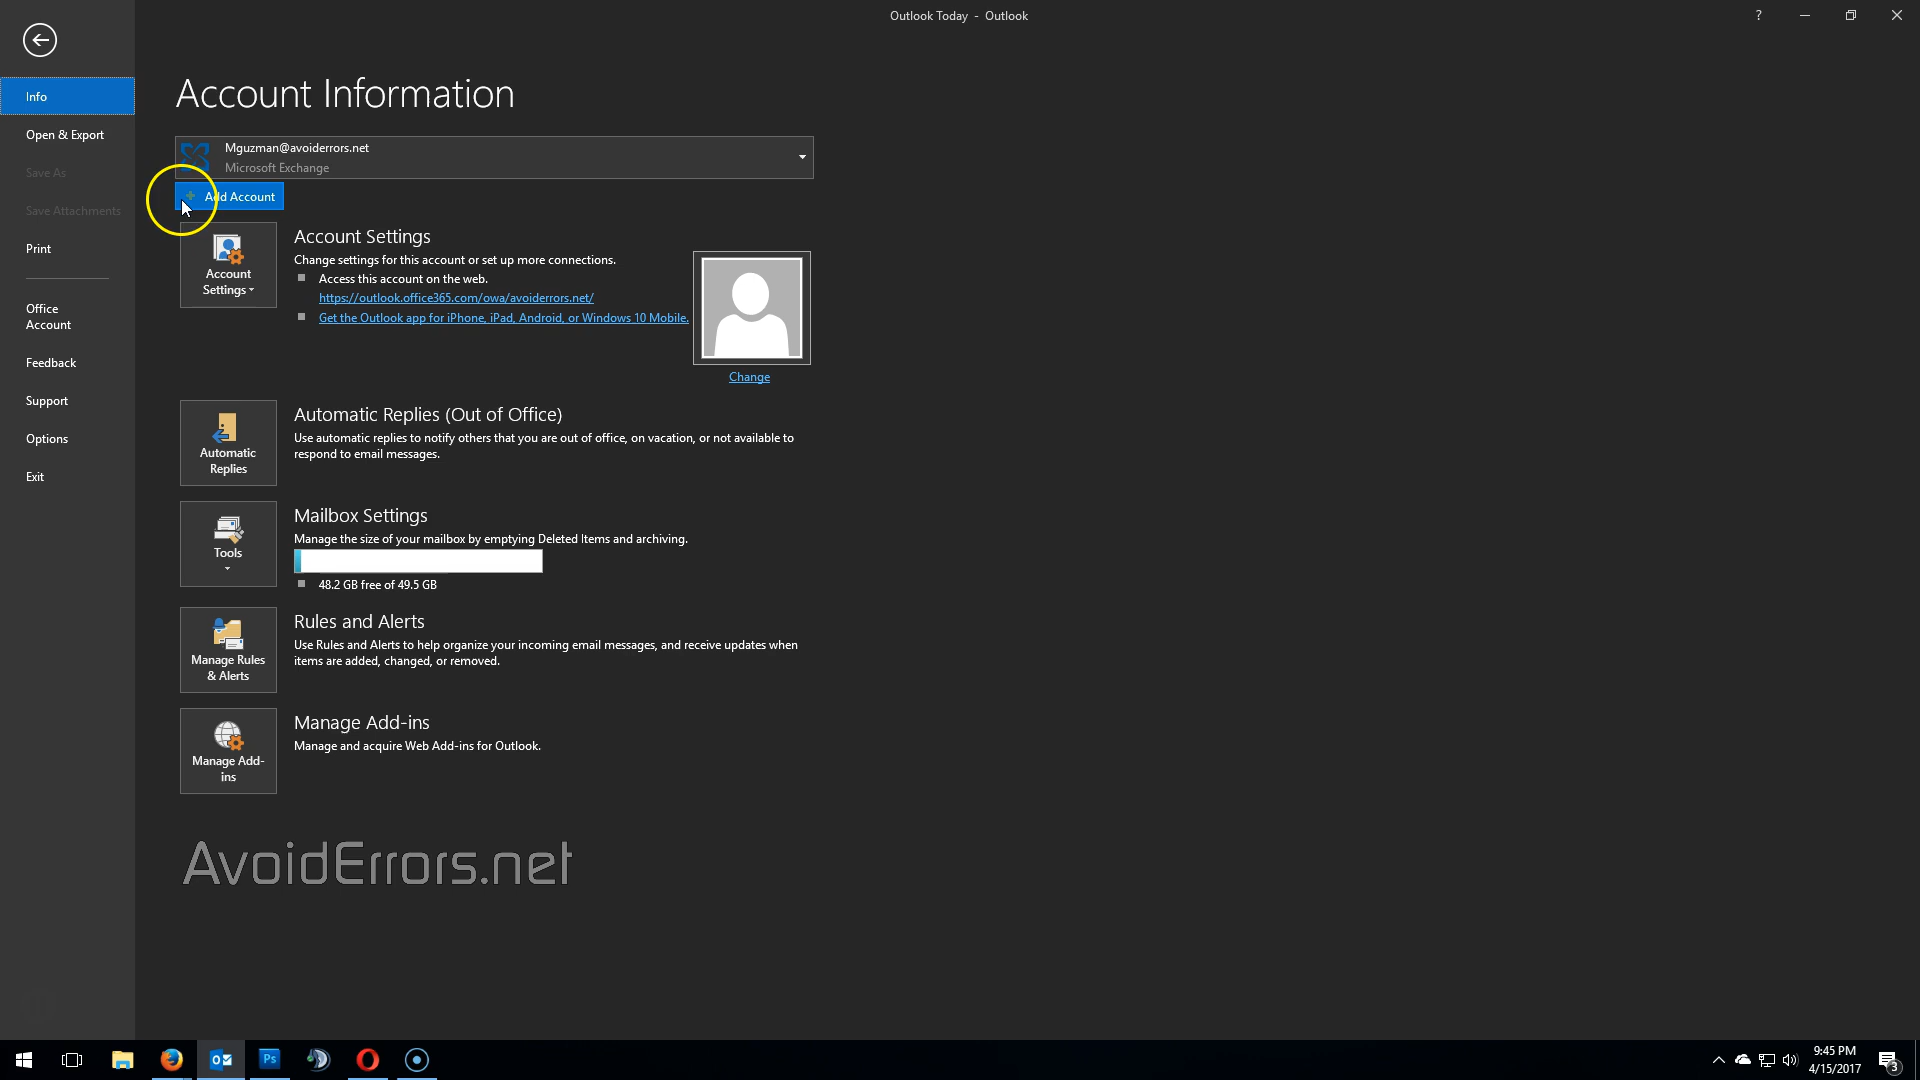 Outlook Today - Outlook
?
Info
Open & Export
Save As
Save Attachments
Print
Office
Account
Feedback
Support
Options
Exit
Account Information
Mguzman@avoiderrors.net
Microsoft Exchange
Add Account
Account
Settings
Account Settings
Change settings for this account or set up more connections.
Access this account on the web.
https://outlook.office365.com/owa/avoiderrors.net/
Get the Outlook app for iPhone, iPad, Android, or Windows 10 Mobile.
Change
Automatic
Replies
Automatic Replies (Out of Office)
Use automatic replies to notify others that you are out of office, on vacation, or not available to
respond to email messages.
Tools
Mailbox Settings
Manage the size of your mailbox by emptying Deleted Items and archiving.
48.2 GB free of 49.5 GB
Manage Rules
& Alerts
Rules and Alerts
Use Rules and Alerts to help organize your incoming email messages, and receive updates when
items are added, changed, or removed.
Manage Add-
ins
Manage Add-ins
Manage and acquire Web Add-ins for Outlook.
AvoidErrors.net
Ps
9:45 PM
4/15/2017
3